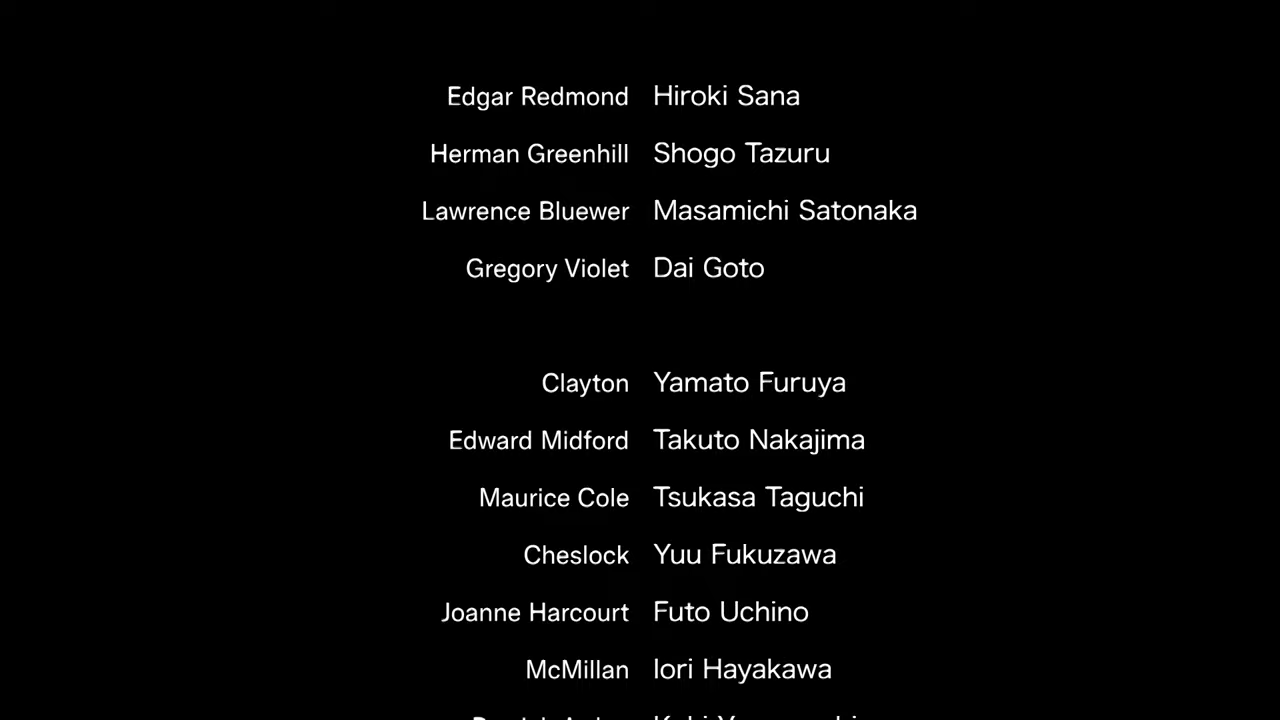 Edgar Redmond Hiroki Sana
Herman Greenhill Shogo Tazuru
Lawrence Bluewer Masamichi Satonaka
Gregory Violet Dai Goto
Clayton Yamato Furuya
Edward Midford Takuto Nakajima
Maurice Cole Tsukasa Taguchi
Cheslock Yuu Fukuzawa
Joanne Harcourt Futo Uchino
McMillan Iori Hayakawa